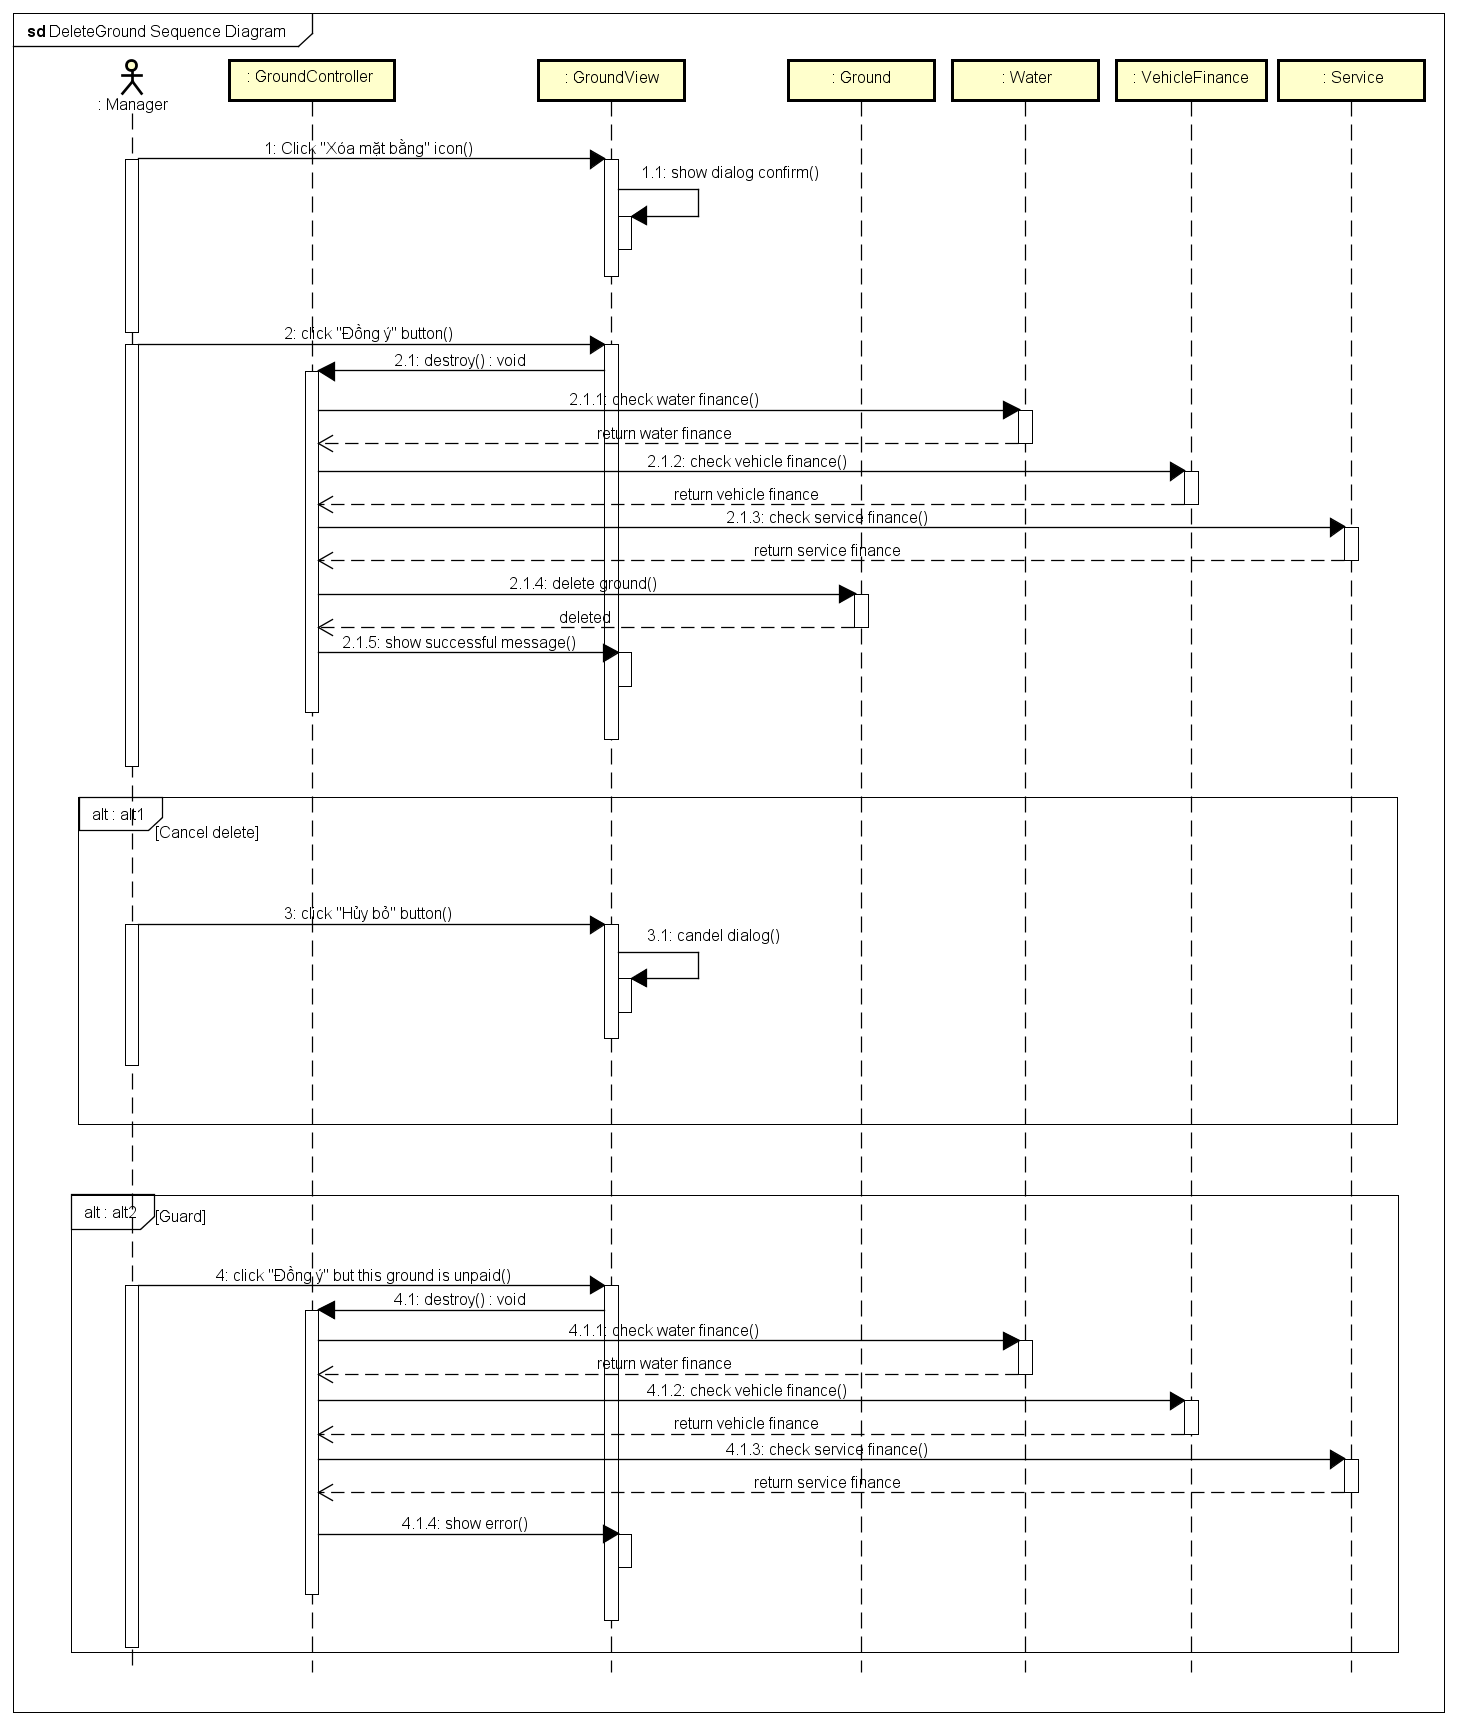 sd DeleteGround Sequence Diagram
: Manager
: GroundController
: GroundView
: Ground
: Water
: VehicleFinance
: Service
1: Click "Xóa mặt bằng" icon()
1.1: show dialog confirm()
2: click "Đồng ý" button()
2.1: destroy() : void
2.1.1: check water finance()
return water finance
2.1.2: check vehicle finance()
return vehicle finance
2.1.3: check service finance()
return service finance
2.1.4: delete ground()
deleted
2.1.5: show successful message()
alt : alt1
[Cancel delete]
3: click "Hủy bỏ" button()
3.1: candel dialog()
alt : alt2
[Guard]
4: click "Đồng ý" but this ground is unpaid()
4.1: destroy() : void
4.1.1: check water finance()
return water finance
4.1.2: check vehicle finance()
return vehicle finance
4.1.3: check service finance()
return service finance
4.1.4: show error()